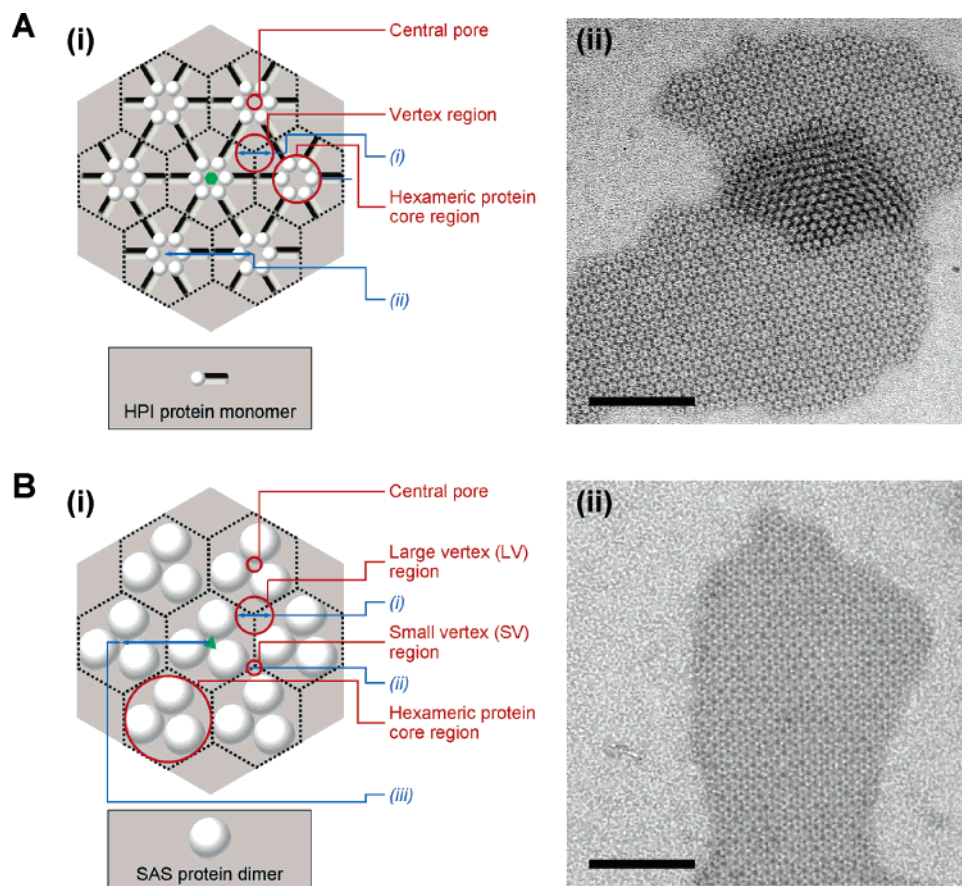 A
(i)
Central pore
Vertex region
(i)
Hexameric protein
core region
(ii)
HPI protein monomer
(ii)
B
(i)
Central pore
Large vertex (LV)
region
(i)
Small vertex (SV)
region
(ii)
Hexameric protein
core region
(iii)
SAS protein dimer
(ii)